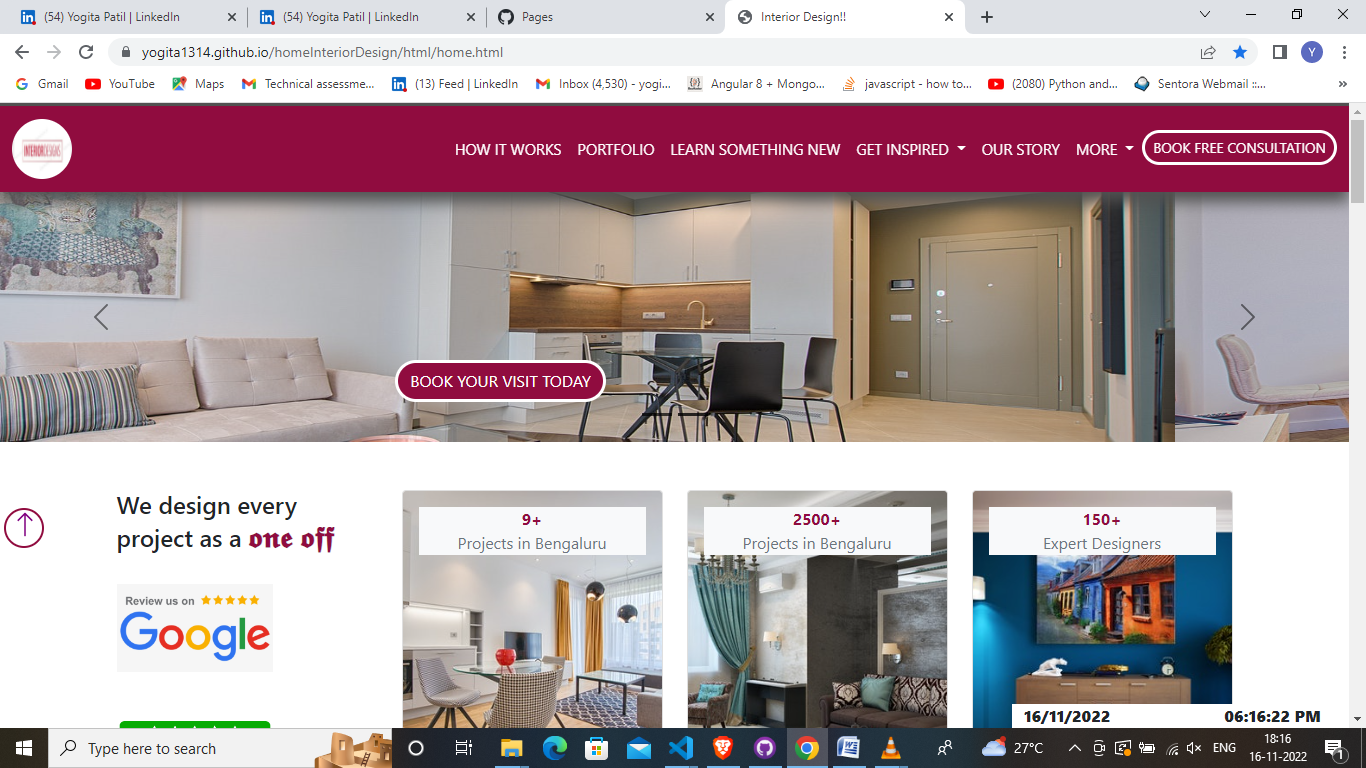 (54) Yogita Patil | LinkedIn
(54) Yogita Patil | LinkedIn
Pages
Interior Design!!
yogita1314.github.io/homeInteriorDesign/html/home.html
Y
Gmail
YouTube
Maps
Technical assessme...
(13) Feed | LinkedIn
Inbox (4,530) - yogi...
Angular 8 + Mongo...
javascript - how to...
(2080) Python and...
Sentora Webmail ::...
»
INTERIORDESIGNS
HOW IT WORKS
PORTFOLIO
LEARN SOMETHING NEW
GET INSPIRED
OUR STORY
MORE
BOOK FREE CONSULTATION
BOOK YOUR VISIT TODAY
We design every
project as a one off
Review us on
Google
9+
Projects in Bengaluru
2500+
Projects in Bengaluru
150+
Expert Designers
16/11/2022 06:16:22 PM
Type here to search
27°C
ENG
18:16
16-11-2022
1